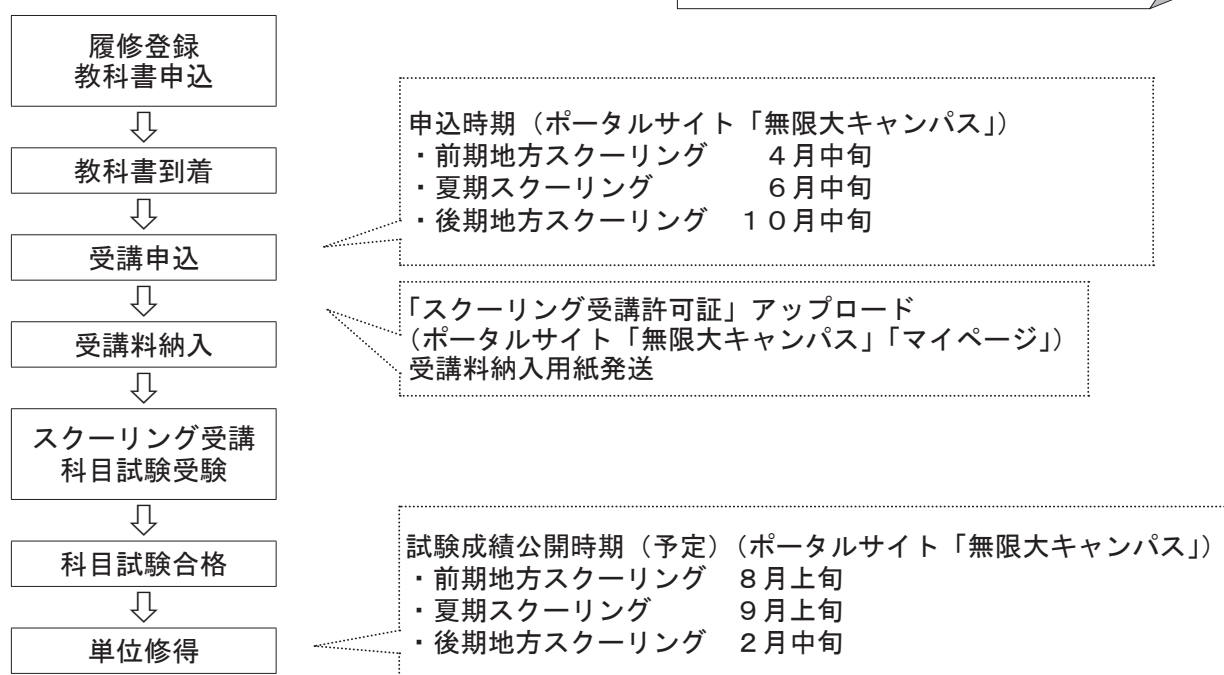 履修登録
教科書申込
教科書到着
受講申込
申込時期（ポータルサイト「無限大キャンパス」）
・前期地方スクーリング　　４月中旬
・夏期スクーリング　　　　６月中旬
・後期地方スクーリング　１０月中旬
受講料納入
「スクーリング受講許可証」アップロード
（ポータルサイト「無限大キャンパス」「マイページ」）
受講料納入用紙発送
スクーリング受講
科目試験受験
科目試験合格
単位修得
試験成績公開時期（予定）（ポータルサイト「無限大キャンパス」）
・前期地方スクーリング　８月上旬
・夏期スクーリング　　　９月上旬
・後期地方スクーリング　２月中旬